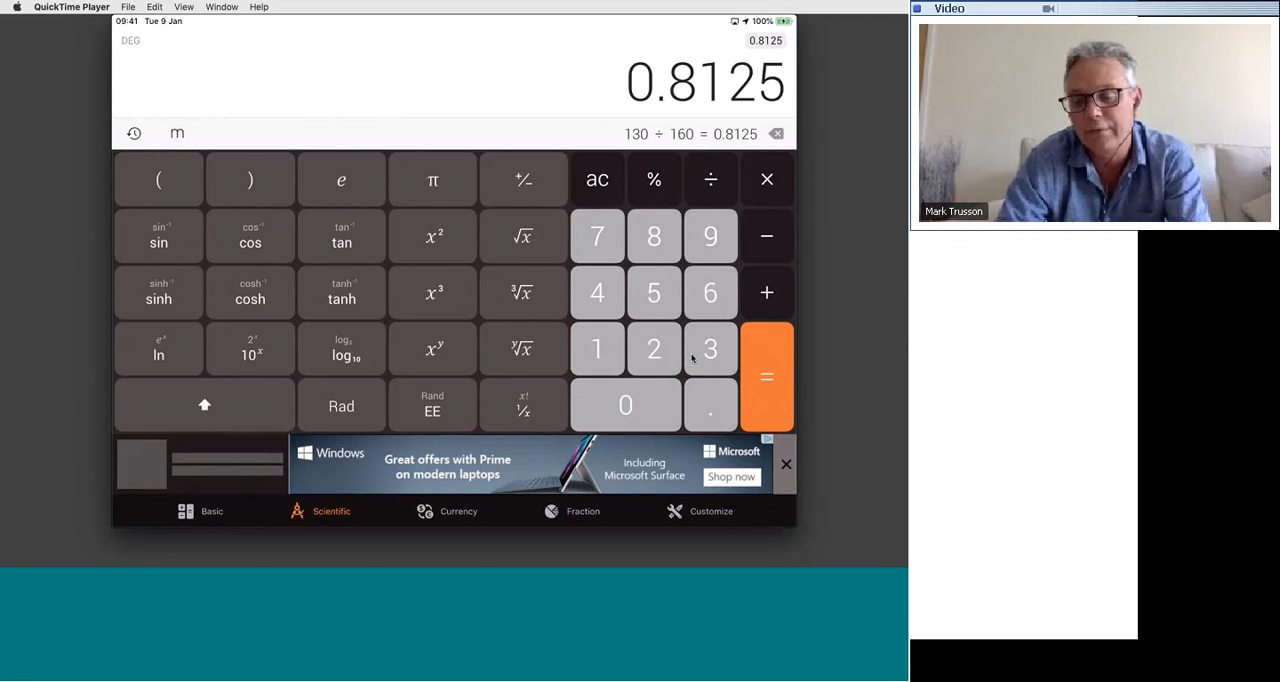 QuickTime Player File Edit View Window Help
09:41 Tue 9 Jan
100%
DEG
0.8125
0.8125
m
130 ÷ 160 = 0.8125
( ) e π +/− ac % ÷ ×
sin⁻¹ cos⁻¹ tan⁻¹
sin cos tan x² √x 7 8 9 −
sinh⁻¹ cosh⁻¹ tanh⁻¹
sinh cosh tanh x³ ³√x 4 5 6 +
eˣ 2ˣ log₂
ln 10ˣ log₁₀ xʸ ʸ√x 1 2 3 =
Rand x!
Rad EE 1/x 0 .
Windows
Great offers with Prime
on modern laptops
Including
Microsoft Surface
Microsoft
Shop now
Basic Scientific Currency Fraction Customize
Video
Mark Trusson